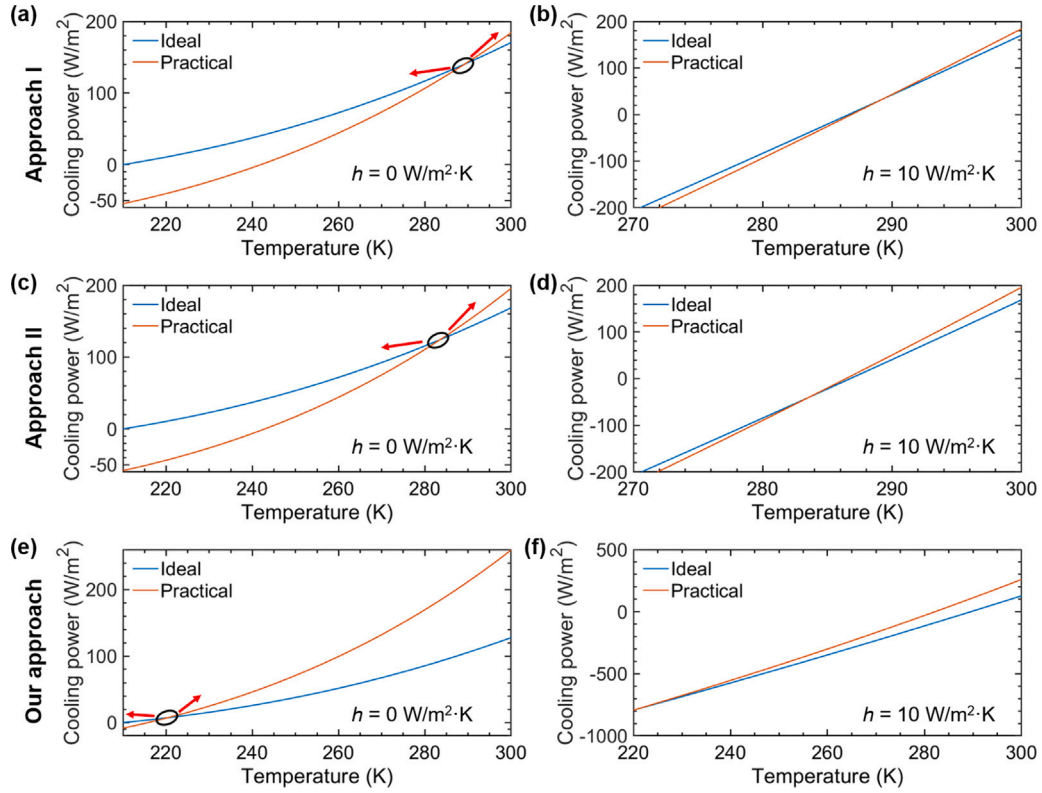 (a)
Approach I
Cooling power (W/m²)
200
100
0
-50
Ideal
Practical
h = 0 W/m²·K
220 240 260 280 300
Temperature (K)
(b)
Cooling power (W/m²)
200
100
0
-100
-200
Ideal
Practical
h = 10 W/m²·K
270 280 290 300
Temperature (K)
(c)
Approach II
Cooling power (W/m²)
200
100
0
-50
Ideal
Practical
h = 0 W/m²·K
220 240 260 280 300
Temperature (K)
(d)
Cooling power (W/m²)
200
100
0
-100
-200
Ideal
Practical
h = 10 W/m²·K
270 280 290 300
Temperature (K)
(e)
Our approach
Cooling power (W/m²)
200
100
0
Ideal
Practical
h = 0 W/m²·K
220 240 260 280 300
Temperature (K)
(f)
Cooling power (W/m²)
500
0
-500
-1000
Ideal
Practical
h = 10 W/m²·K
220 240 260 280 300
Temperature (K)